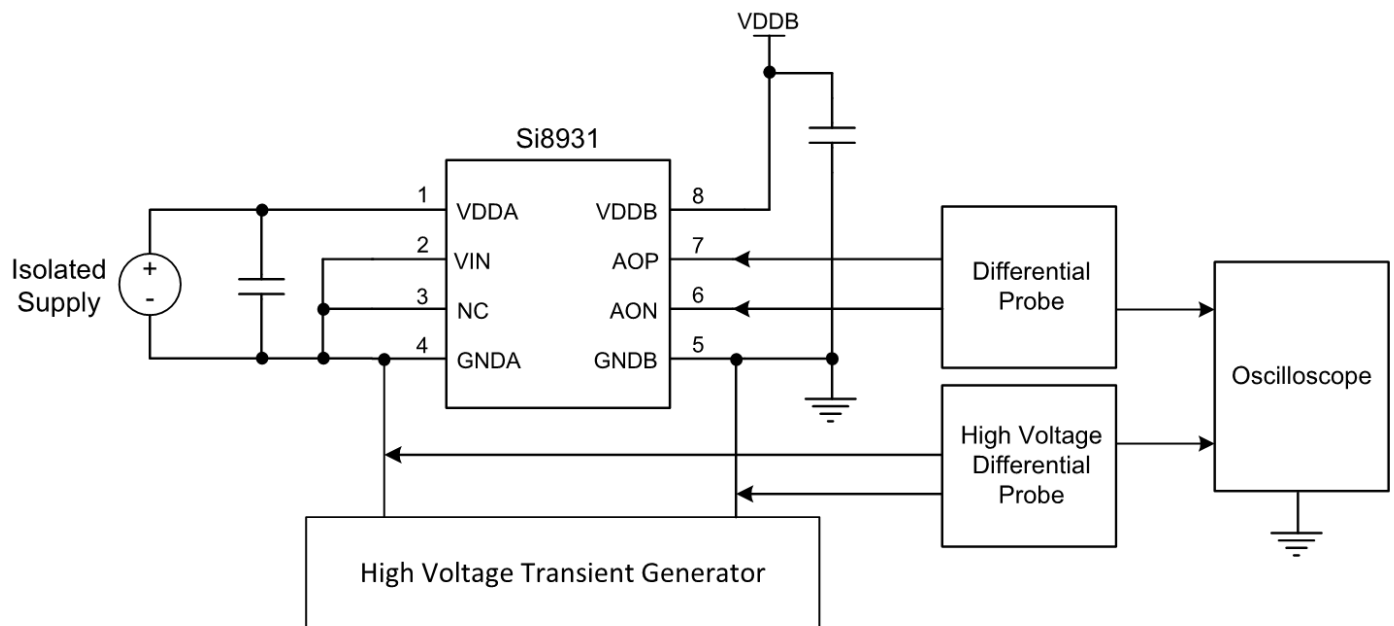 VDDB
Si8931
1
VDDA
VDDB
8
2
VIN
AOP
7
3
NC
AON
6
4
GNDA
GNDB
5
Isolated
Supply
+
-
Differential
Probe
Oscilloscope
High Voltage
Differential
Probe
High Voltage Transient Generator